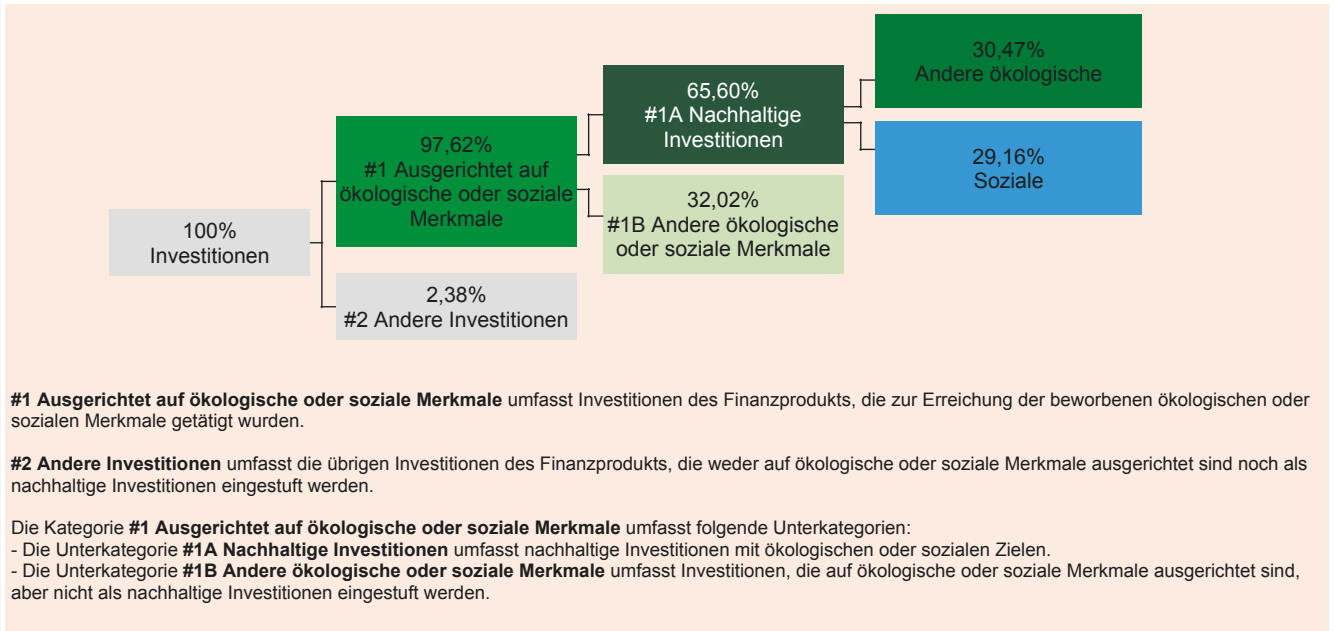 30,47%
Andere ökologische
65,60%
#1A Nachhaltige
Investitionen
97,62%
#1 Ausgerichtet auf
ökologische oder soziale
Merkmale
29,16%
Soziale
32,02%
#1B Andere ökologische
oder soziale Merkmale
100%
Investitionen
2,38%
#2 Andere Investitionen
#1 Ausgerichtet auf ökologische oder soziale Merkmale umfasst Investitionen des Finanzprodukts, die zur Erreichung der beworbenen ökologischen oder
sozialen Merkmale getätigt wurden.
#2 Andere Investitionen umfasst die übrigen Investitionen des Finanzprodukts, die weder auf ökologische oder soziale Merkmale ausgerichtet sind noch als
nachhaltige Investitionen eingestuft werden.
Die Kategorie #1 Ausgerichtet auf ökologische oder soziale Merkmale umfasst folgende Unterkategorien:
- Die Unterkategorie #1A Nachhaltige Investitionen umfasst nachhaltige Investitionen mit ökologischen oder sozialen Zielen.
- Die Unterkategorie #1B Andere ökologische oder soziale Merkmale umfasst Investitionen, die auf ökologische oder soziale Merkmale ausgerichtet sind,
aber nicht als nachhaltige Investitionen eingestuft werden.